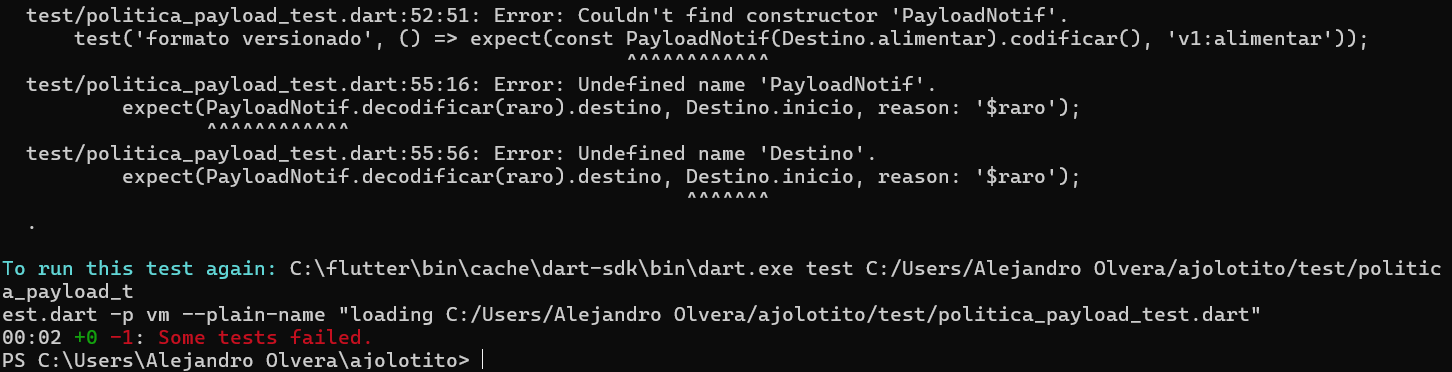 test/politica_payload_test.dart:52:51: Error: Couldn't find constructor 'PayloadNotif'.
    test('formato versionado', () => expect(const PayloadNotif(Destino.alimentar).codificar(), 'v1:alimentar'));
                                                  ^^^^^^^^^^^^
test/politica_payload_test.dart:55:16: Error: Undefined name 'PayloadNotif'.
        expect(PayloadNotif.decodificar(raro).destino, Destino.inicio, reason: '$raro');
               ^^^^^^^^^^^^
test/politica_payload_test.dart:55:56: Error: Undefined name 'Destino'.
        expect(PayloadNotif.decodificar(raro).destino, Destino.inicio, reason: '$raro');
                                                       ^^^^^^^
.
To run this test again: C:\flutter\bin\cache\dart-sdk\bin\dart.exe test C:/Users/Alejandro Olvera/ajolotito/test/politic
a_payload_t
est.dart -p vm --plain-name "loading C:/Users/Alejandro Olvera/ajolotito/test/politica_payload_test.dart"
00:02 +0 -1: Some tests failed.
PS C:\Users\Alejandro Olvera\ajolotito>